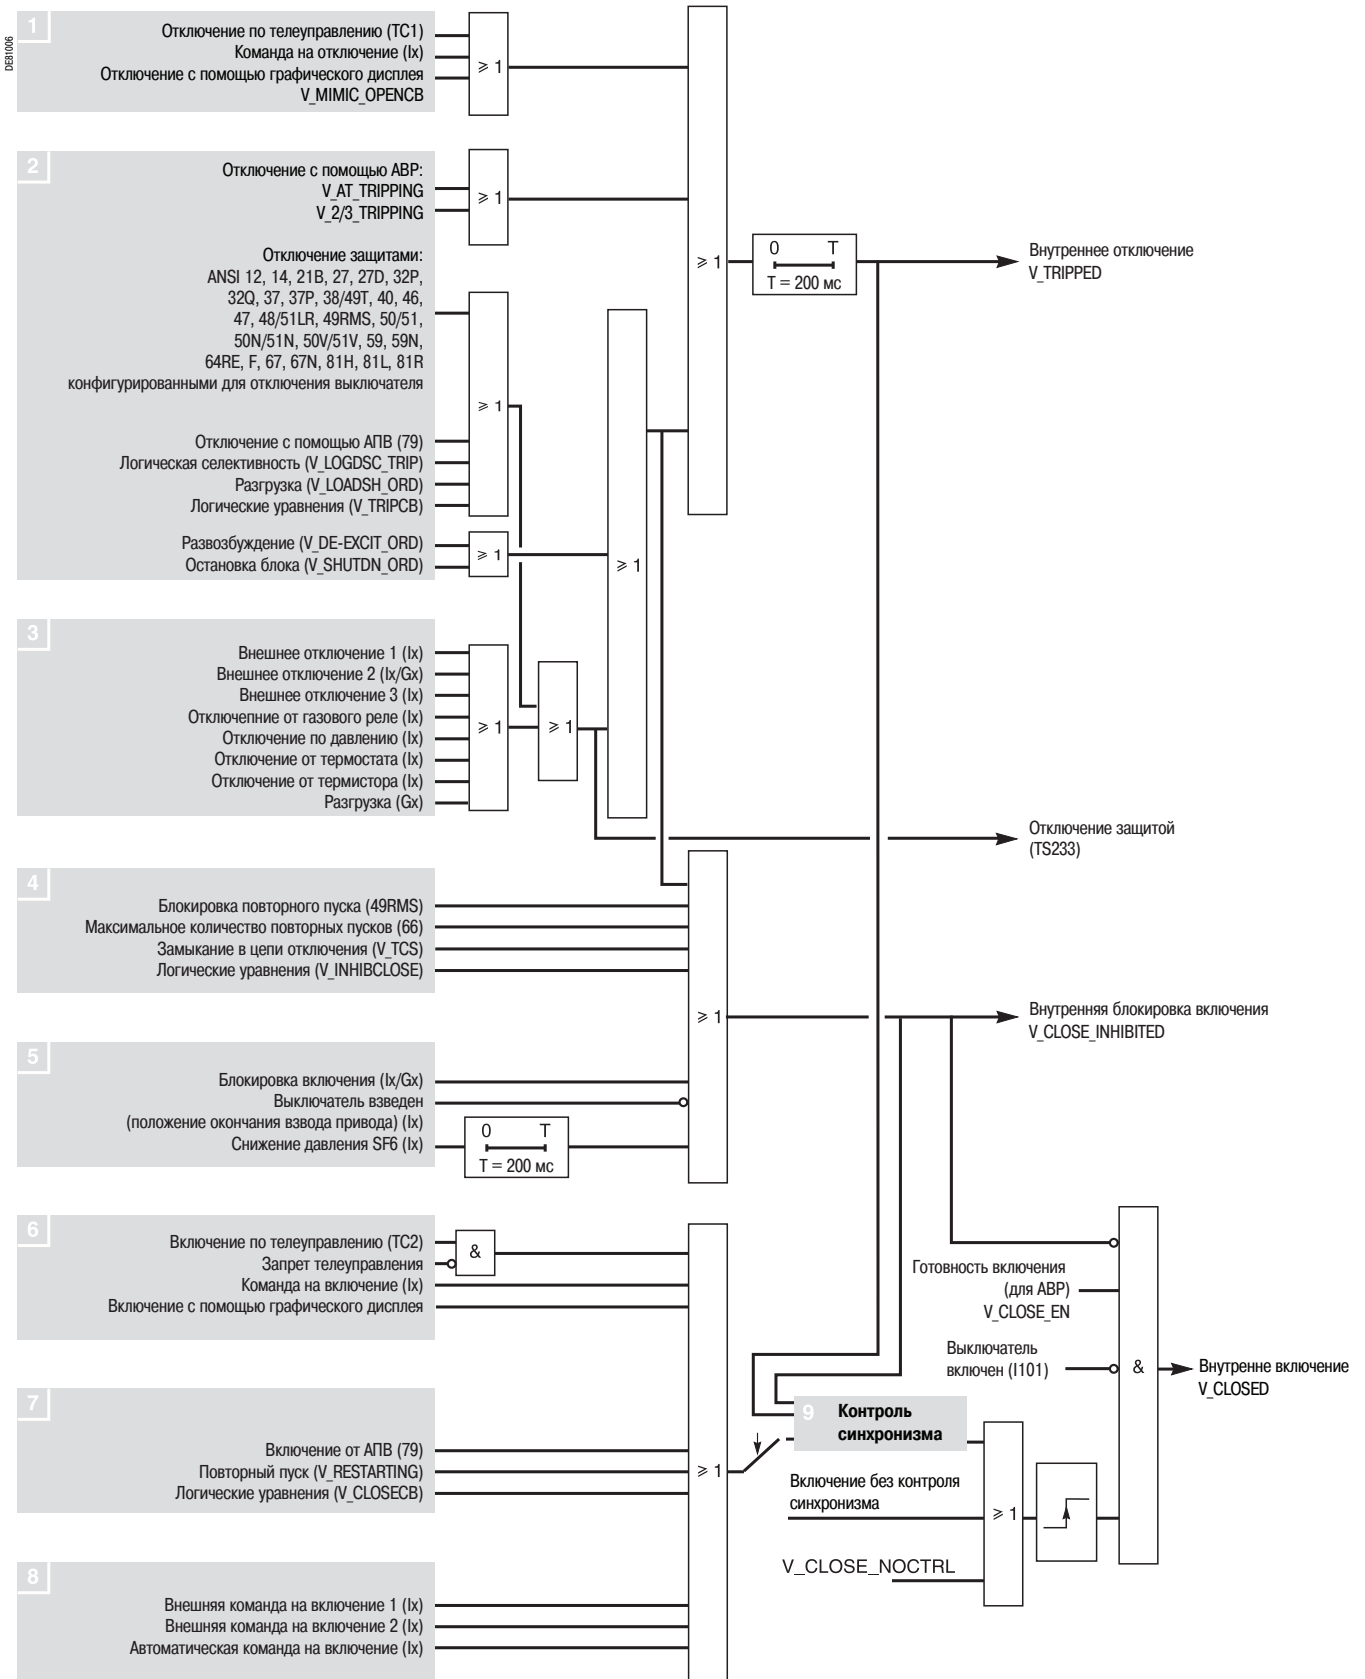 DE81006
1
Отключение по телеуправлению (TC1)
Команда на отключение (Ix)
Отключение с помощью графического дисплея
V_MIMIC_OPENCB
⩾ 1
2
Отключение с помощью АВР:
V_AT_TRIPPING
V_2/3_TRIPPING
⩾ 1
Отключение защитами:
ANSI 12, 14, 21B, 27, 27D, 32P,
32Q, 37, 37P, 38/49T, 40, 46,
47, 48/51LR, 49RMS, 50/51,
50N/51N, 50V/51V, 59, 59N,
64RE, F, 67, 67N, 81H, 81L, 81R
конфигурированными для отключения выключателя
⩾ 1
Отключение с помощью АПВ (79)
Логическая селективность (V_LOGDSC_TRIP)
Разгрузка (V_LOADSH_ORD)
Логические уравнения (V_TRIPCB)
Развозбуждение (V_DE-EXCIT_ORD)
Остановка блока (V_SHUTDN_ORD)
⩾ 1
⩾ 1
⩾ 1
0 T
T = 200 мс
Внутреннее отключение
V_TRIPPED
3
Внешнее отключение 1 (Ix)
Внешнее отключение 2 (Ix/Gx)
Внешнее отключение 3 (Ix)
Отключепние от газового реле (Ix)
Отключение по давлению (Ix)
Отключение от термостата (Ix)
Отключение от термистора (Ix)
Разгрузка (Gx)
⩾ 1
⩾ 1
Отключение защитой
(TS233)
4
Блокировка повторного пуска (49RMS)
Максимальное количество повторных пусков (66)
Замыкание в цепи отключения (V_TCS)
Логические уравнения (V_INHIBCLOSE)
⩾ 1
Внутренняя блокировка включения
V_CLOSE_INHIBITED
5
Блокировка включения (Ix/Gx)
Выключатель взведен
(положение окончания взвода привода) (Ix)
Снижение давления SF6 (Ix)
0 T
T = 200 мс
6
Включение по телеуправлению (TC2)
Запрет телеуправления
Команда на включение (Ix)
Включение с помощью графического дисплея
&
Готовность включения
(для АВР)
V_CLOSE_EN
Выключатель
включен (I101)
&
Внутренне включение
V_CLOSED
7
Включение от АПВ (79)
Повторный пуск (V_RESTARTING)
Логические уравнения (V_CLOSECB)
⩾ 1
9
Контроль
синхронизма
Включение без контроля
синхронизма
⩾ 1
V_CLOSE_NOCTRL
8
Внешняя команда на включение 1 (Ix)
Внешняя команда на включение 2 (Ix)
Автоматическая команда на включение (Ix)